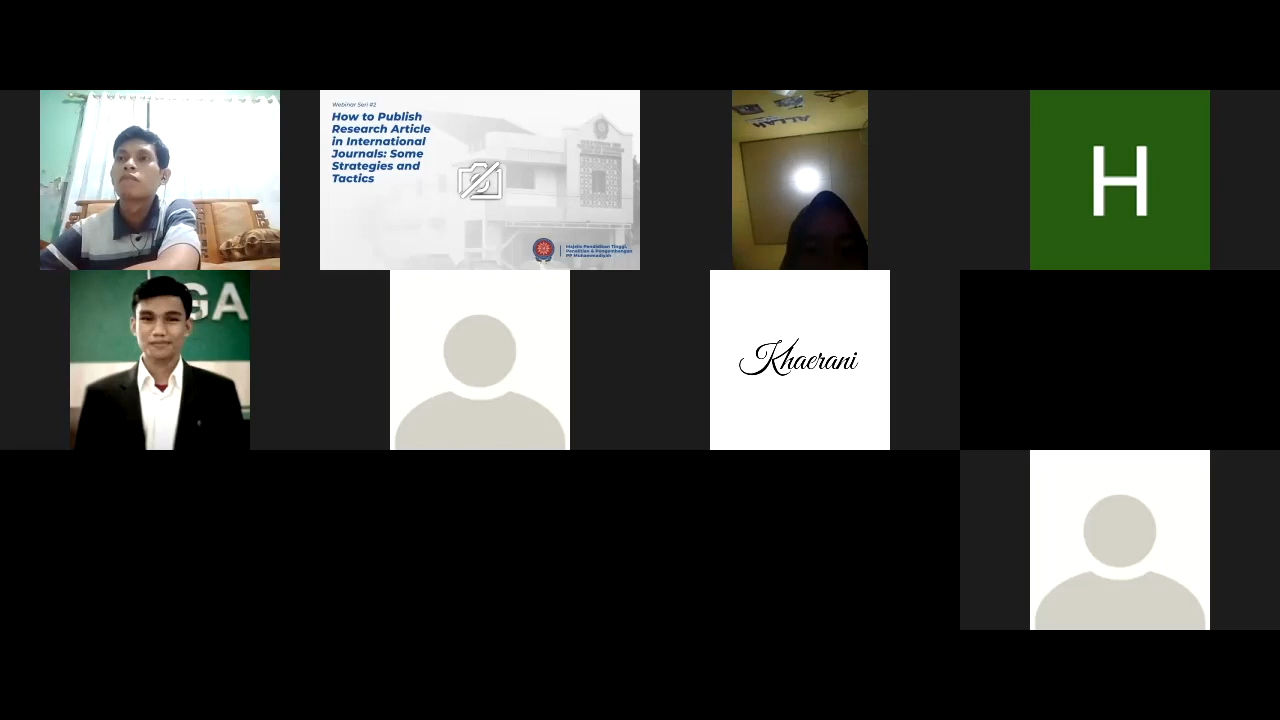 Webinar Seri #2
How to Publish
Research Article
in International
Journals: Some
Strategies and
Tactics
Majelis Pendidikan Tinggi,
Penelitian & Pengembangan
PP Muhammadiyah
ALLAH
H
GA
Khaerani